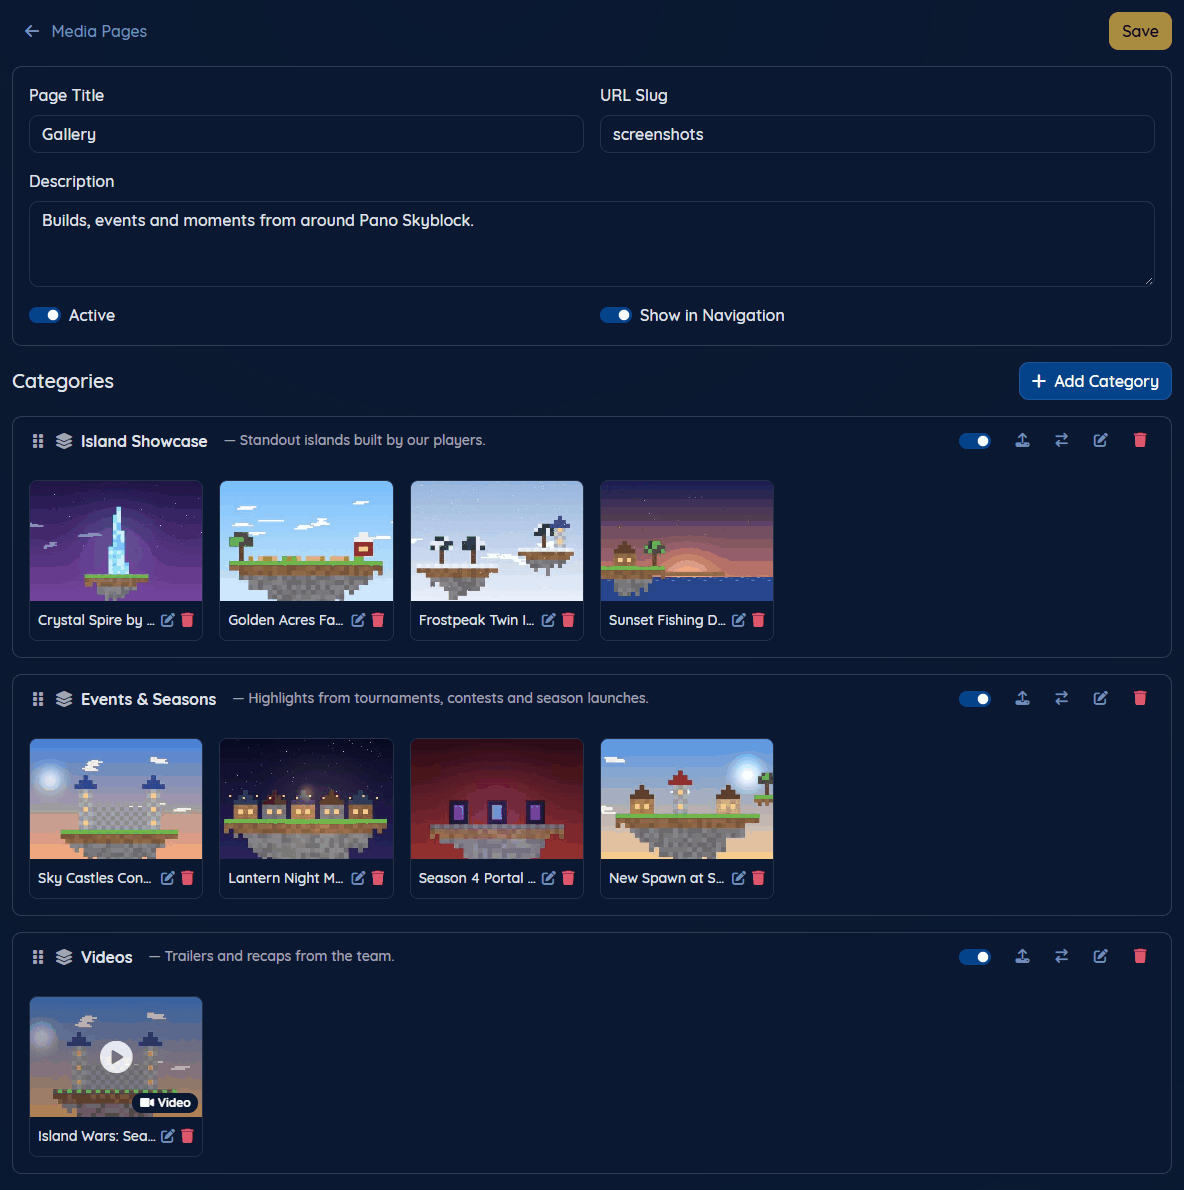 Media Pages
Save
Page Title
URL Slug
Gallery
screenshots
Description
Builds, events and moments from around Pano Skyblock.
Active
Show in Navigation
Categories
Add Category
Island Showcase — Standout islands built by our players.
Crystal Spire by ...
Golden Acres Fa...
Frostpeak Twin I...
Sunset Fishing D...
Events & Seasons — Highlights from tournaments, contests and season launches.
Sky Castles Con...
Lantern Night M...
Season 4 Portal ...
New Spawn at S...
Videos — Trailers and recaps from the team.
Video
Island Wars: Sea...